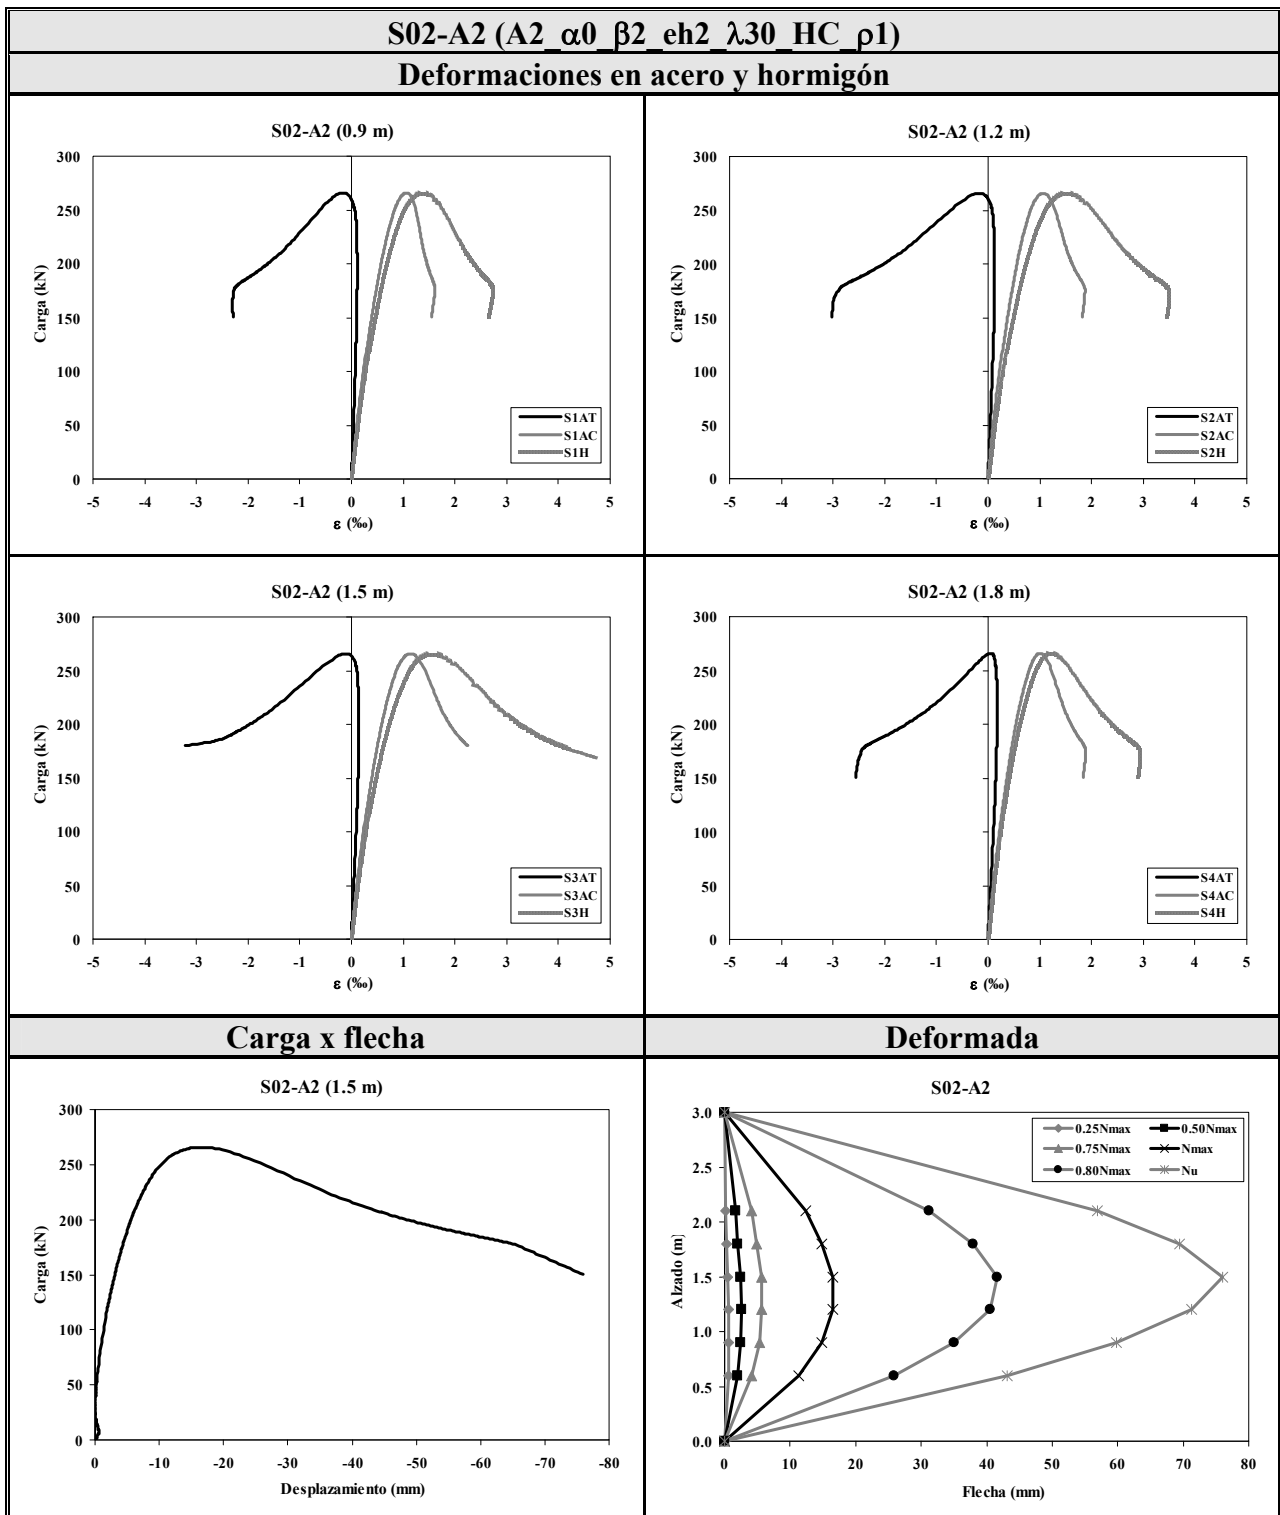 S02-A2 (A2_α0_β2_eh2_λ30_HC_ρ1)
Deformaciones en acero y hormigón
S02-A2 (0.9 m)
300
250
200
150
100
50
0
Carga (kN)
-5 -4 -3 -2 -1 0 1 2 3 4 5
ε (‰)
S1AT
S1AC
S1H
S02-A2 (1.2 m)
300
250
200
150
100
50
0
Carga (kN)
-5 -4 -3 -2 -1 0 1 2 3 4 5
ε (‰)
S2AT
S2AC
S2H
S02-A2 (1.5 m)
300
250
200
150
100
50
0
Carga (kN)
-5 -4 -3 -2 -1 0 1 2 3 4 5
ε (‰)
S3AT
S3AC
S3H
S02-A2 (1.8 m)
300
250
200
150
100
50
0
Carga (kN)
-5 -4 -3 -2 -1 0 1 2 3 4 5
ε (‰)
S4AT
S4AC
S4H
Carga x flecha
Deformada
S02-A2 (1.5 m)
300
250
200
150
100
50
0
Carga (kN)
0 -10 -20 -30 -40 -50 -60 -70 -80
Desplazamiento (mm)
S02-A2
3.0
2.5
2.0
1.5
1.0
0.5
0.0
Alzado (m)
0 10 20 30 40 50 60 70 80
Flecha (mm)
0.25Nmax 0.50Nmax
0.75Nmax Nmax
0.80Nmax Nu